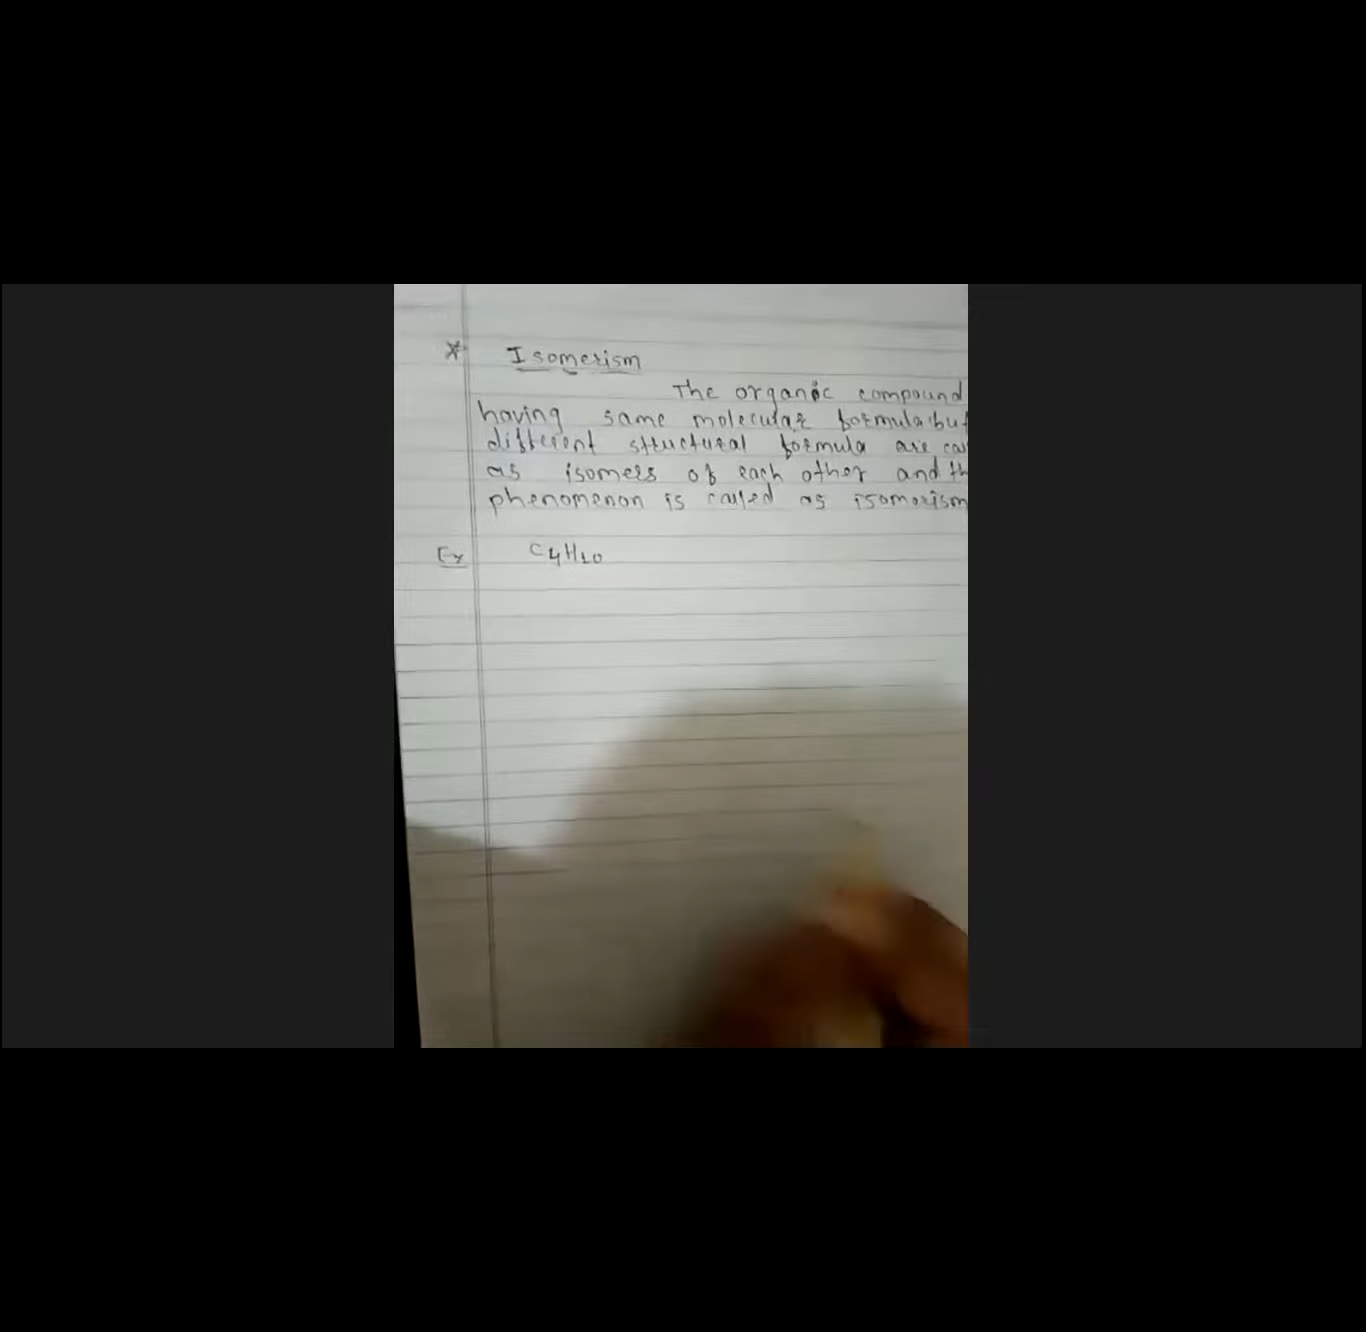 * Isomerism
The organic compound
having same molecular formula but
different structural formula are
as isomers of each other and
phenomenon is called as isomerism
Ex C4H10